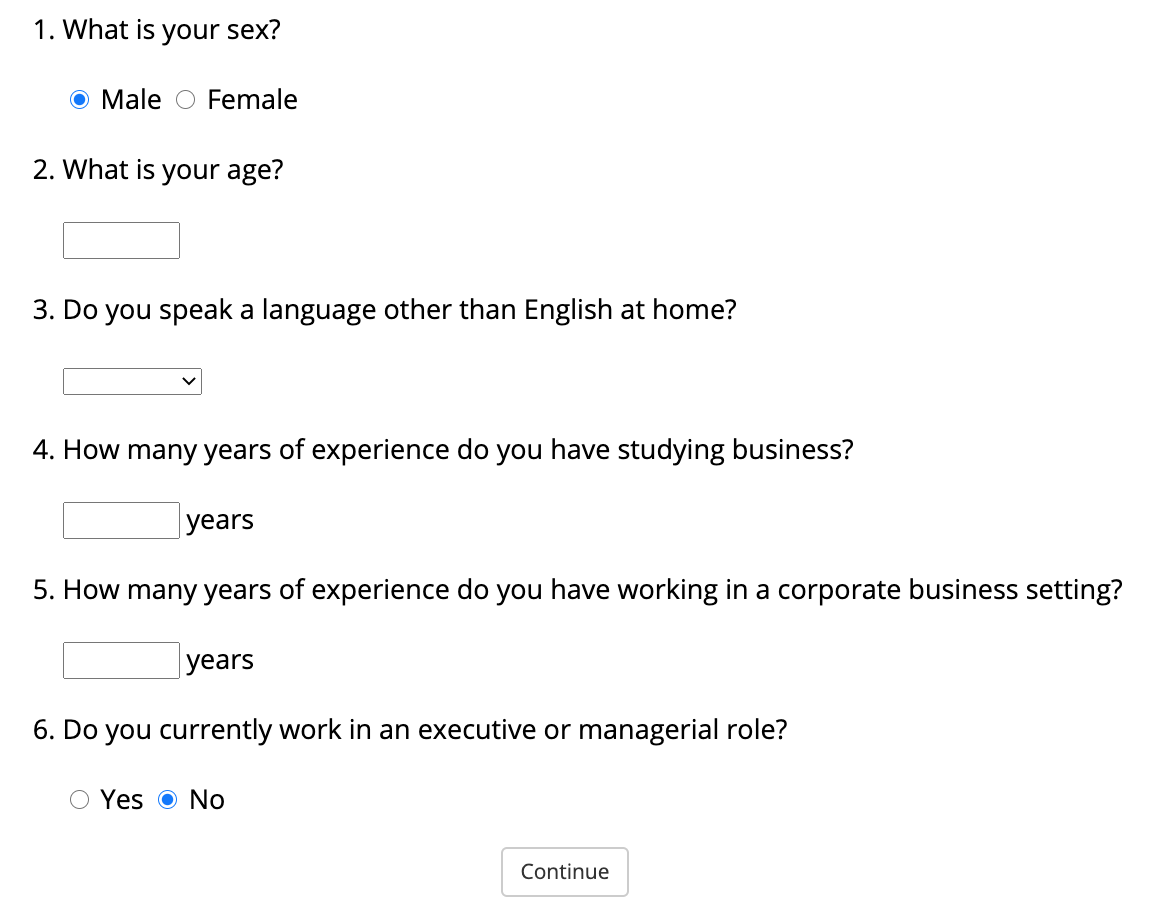 1. What is your sex?
Male Female
2. What is your age?
3. Do you speak a language other than English at home?
4. How many years of experience do you have studying business?
years
5. How many years of experience do you have working in a corporate business setting?
years
6. Do you currently work in an executive or managerial role?
Yes No
Continue